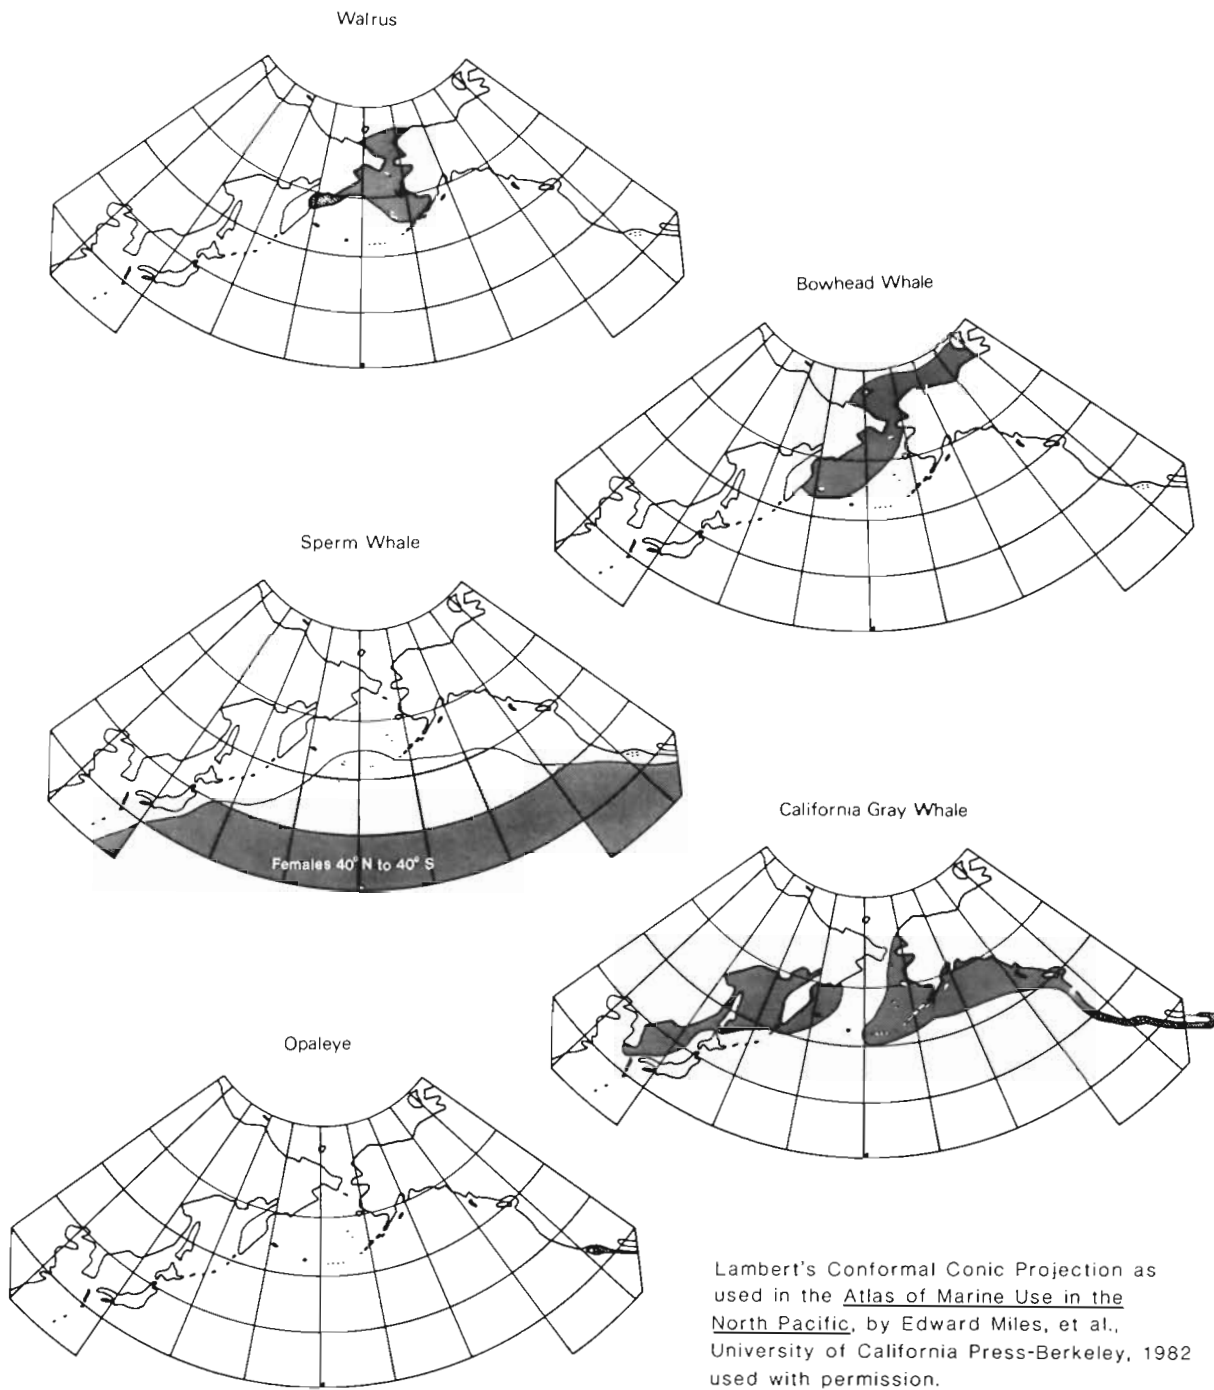 Walrus
Bowhead Whale
Sperm Whale
Females 40° N to 40° S
California Gray Whale
Opaleye
Lambert's Conformal Conic Projection as
used in the Atlas of Marine Use in the
North Pacific, by Edward Miles, et al.,
University of California Press-Berkeley, 1982
used with permission.